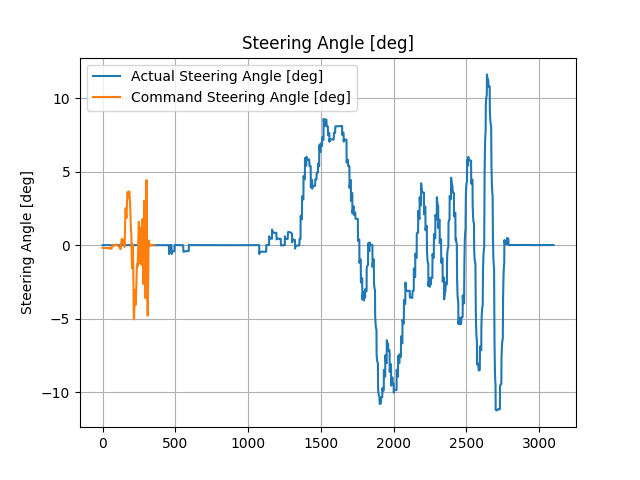 Steering Angle [deg]
Actual Steering Angle [deg]
Command Steering Angle [deg]
Steering Angle [deg]
10
5
0
−5
−10
0 500 1000 1500 2000 2500 3000